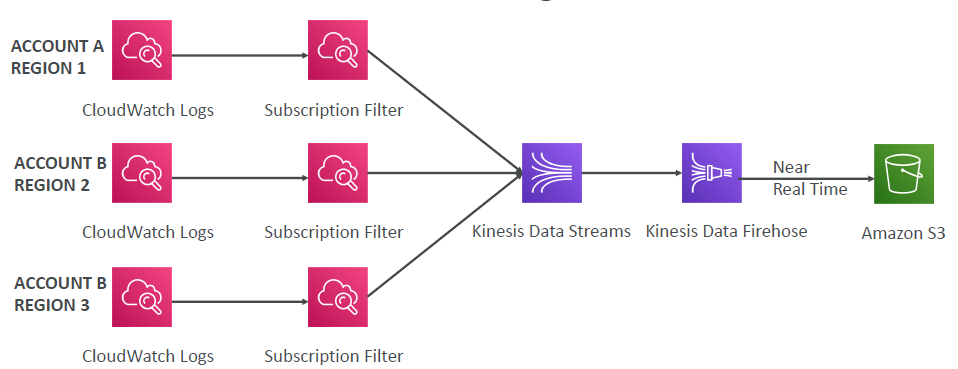 ACCOUNT A
REGION 1
CloudWatch Logs
Subscription Filter
ACCOUNT B
REGION 2
CloudWatch Logs
Subscription Filter
Kinesis Data Streams
Kinesis Data Firehose
Near
Real Time
Amazon S3
ACCOUNT B
REGION 3
CloudWatch Logs
Subscription Filter